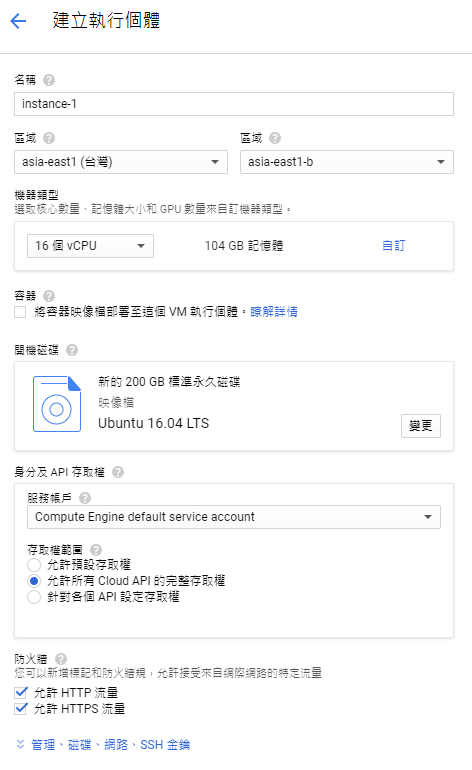 建立執行個體
名稱
instance-1
區域 區域
asia-east1 (台灣) asia-east1-b
機器類型
選取核心數量、記憶體大小和 GPU 數量來自訂機器類型。
16 個 vCPU 104 GB 記憶體 自訂
容器
將容器映像檔部署至這個 VM 執行個體。瞭解詳情
開機磁碟
新的 200 GB 標準永久磁碟
映像檔
Ubuntu 16.04 LTS
變更
身分及 API 存取權
服務帳戶
Compute Engine default service account
存取權範圍
允許預設存取權
允許所有 Cloud API 的完整存取權
針對各個 API 設定存取權
防火牆
您可以新增標記和防火牆規，允許接受來自網際網路的特定流量
允許 HTTP 流量
允許 HTTPS 流量
管理、磁碟、網路、SSH 金鑰